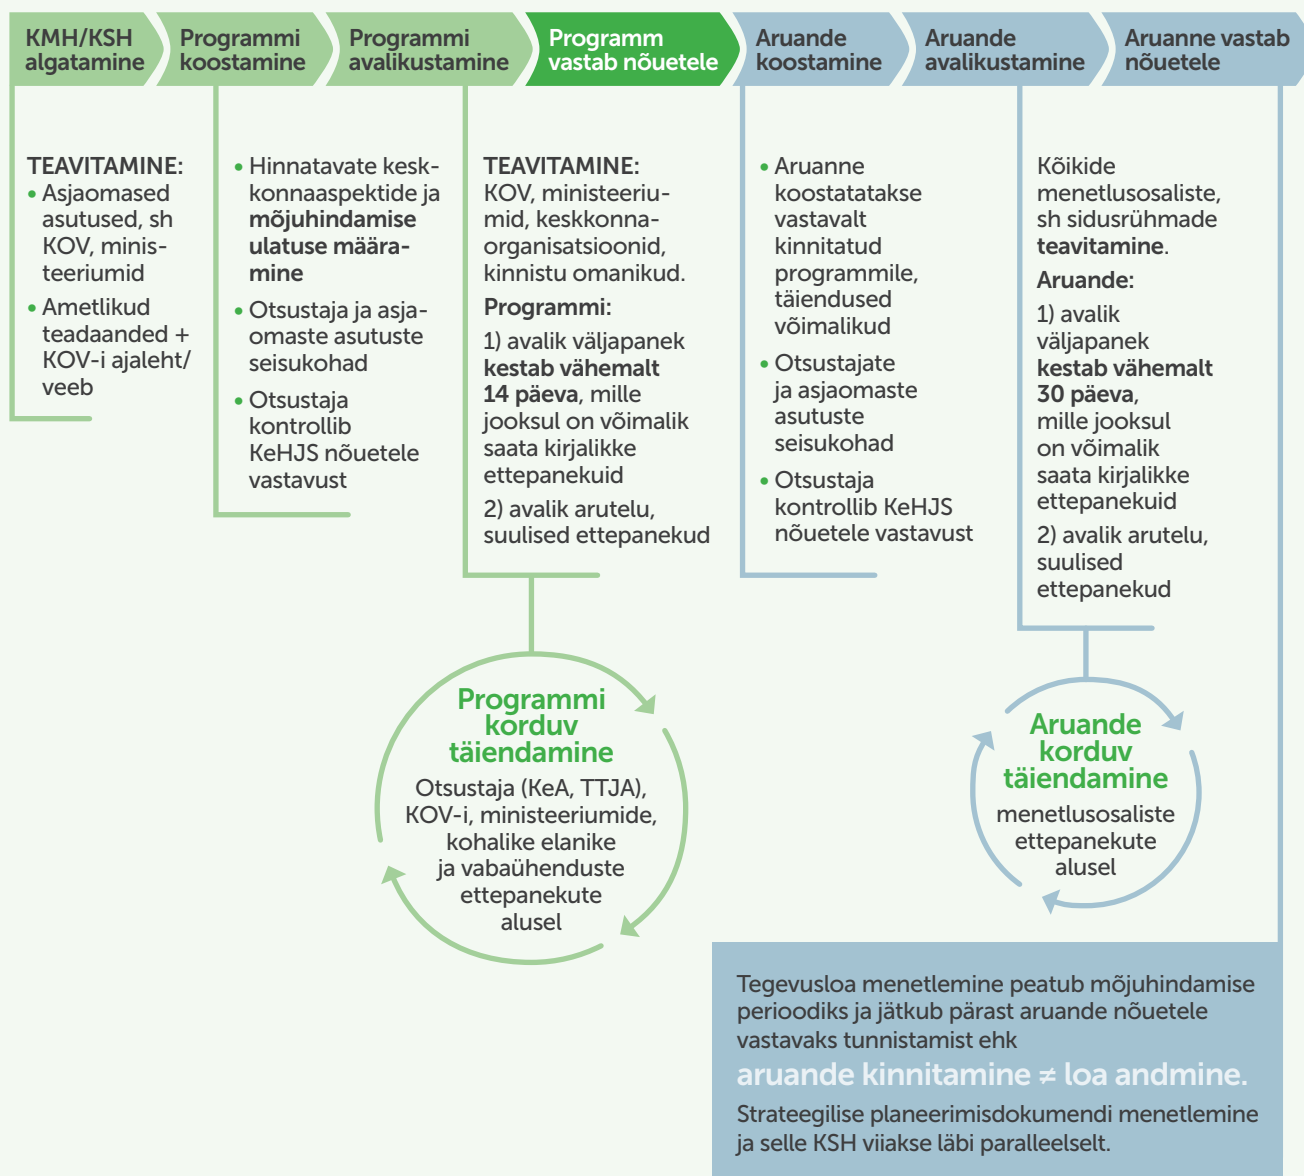 KMH/KSH
algatamine
Programmi
koostamine
Programmi
avalikustamine
Programm
vastab nõuetele
Aruande
koostamine
Aruande
avalikustamine
Aruanne vastab
nõuetele
TEAVITAMINE:
• Asjaomased
asutused, sh
KOV, minis-
teeriumid
• Ametlikud
teadaanded +
KOV-i ajaleht/
veeb
• Hinnatavate kesk-
konnaaspektide ja
mõjuhindamise
ulatuse määra-
mine
• Otsustaja ja asja-
omaste asutuste
seisukohad
• Otsustaja
kontrollib
KeHJS nõuetele
vastavust
TEAVITAMINE:
KOV, ministeeriu-
mid, keskkonna-
organisatsioonid,
kinnistu omanikud.
Programmi:
1) avalik väljapanek
kestab vähemalt
14 päeva, mille
jooksul on võimalik
saata kirjalikke
ettepanekuid
2) avalik arutelu,
suulised ettepanekud
• Aruanne
koostatatakse
vastavalt
kinnitatud
programmile,
täiendused
võimalikud
• Otsustajate
ja asjaomaste
asutuste
seisukohad
• Otsustaja
kontrollib KeHJS
nõuetele vastavust
Kõikide
menetlusosaliste,
sh sidusrühmade
teavitamine.
Aruande:
1) avalik
väljapanek
kestab vähemalt
30 päeva,
mille jooksul
on võimalik
saata kirjalikke
ettepanekuid
2) avalik arutelu,
suulised
ettepanekud
Programmi
korduv
täiendamine
Otsustaja (KeA, TTJA),
KOV-i, ministeeriumide,
kohalike elanike
ja vabaühenduste
ettepanekute
alusel
Aruande
korduv
täiendamine
menetlusosaliste
ettepanekute
alusel
Tegevusloa menetlemine peatub mõjuhindamise
perioodiks ja jätkub pärast aruande nõuetele
vastavaks tunnistamist ehk
aruande kinnitamine ≠ loa andmine.
Strateegilise planeerimisdokumendi menetlemine
ja selle KSH viiakse läbi paralleelselt.